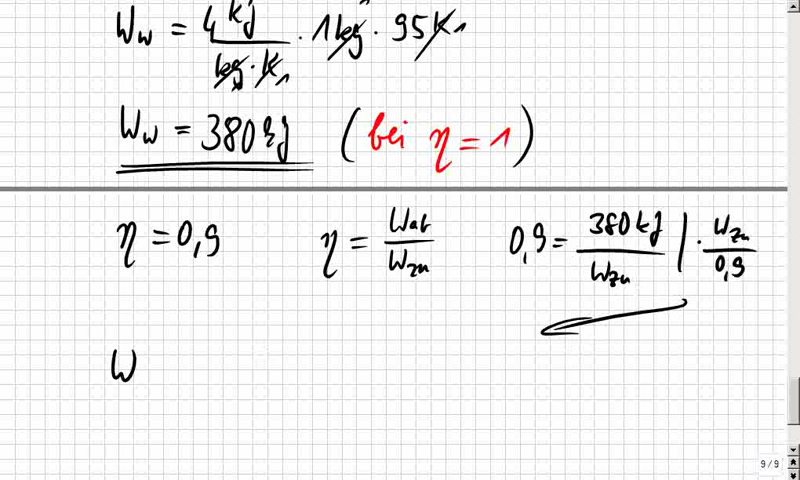 W_w = 4 kJ / (kg · K) · 1 kg · 95 K
W_w = 380 kJ (bei η = 1)
η = 0,9 η = W_ab / W_zu 0,9 = 380 kJ / W_zu | · W_zu / 0,9
W
9/9